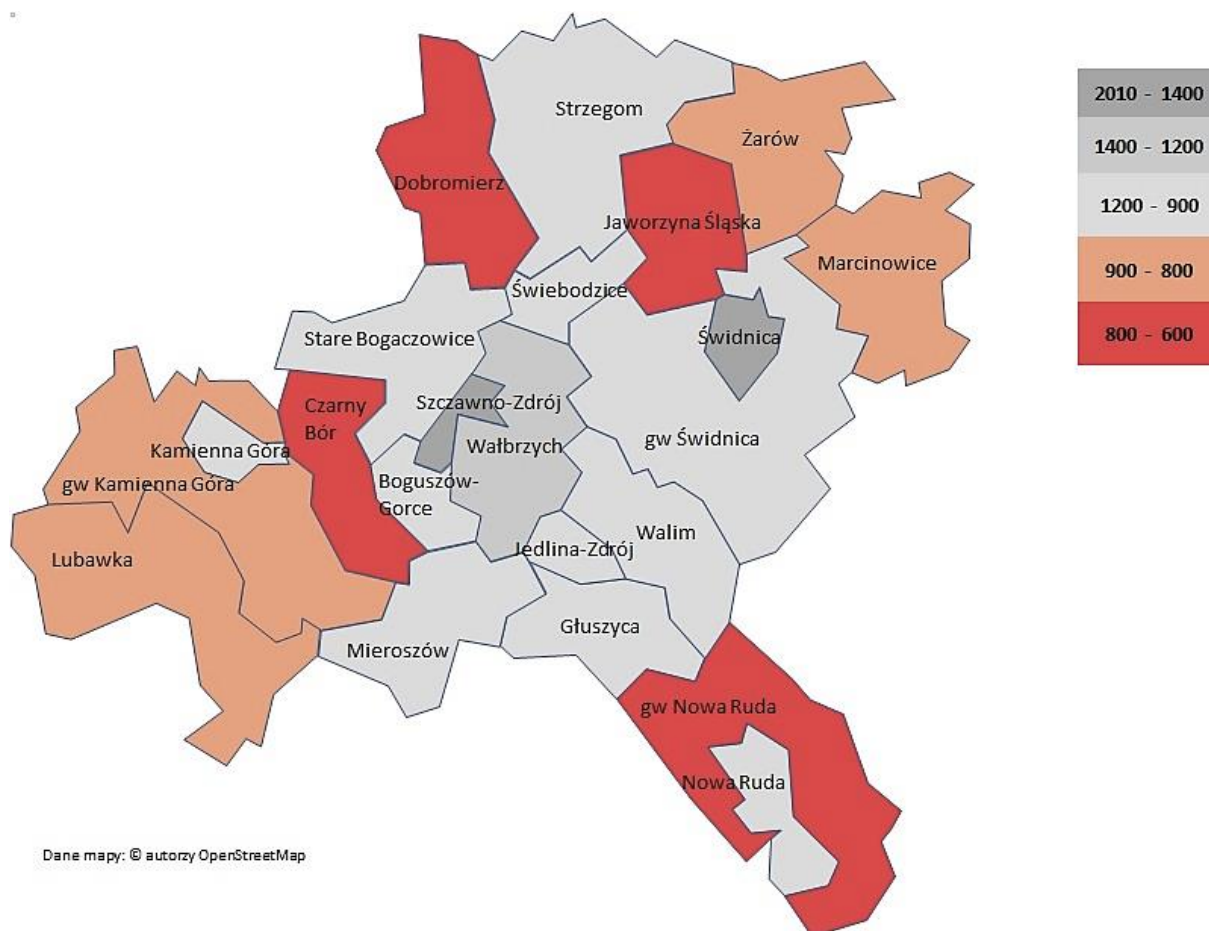 Strzegom
Żarów
Dobromierz
Jaworzyna Śląska
Marcinowice
Świebodzice
Stare Bogaczowice
Świdnica
Czarny
Bór
Szczawno-Zdrój
Wałbrzych
gw Świdnica
Kamienna Góra
gw Kamienna Góra
Boguszów-
Gorce
Walim
Jedlina-Zdrój
Lubawka
Głuszyca
Mieroszów
gw Nowa Ruda
Nowa Ruda
2010 - 1400
1400 - 1200
1200 - 900
900 - 800
800 - 600
Dane mapy: © autorzy OpenStreetMap